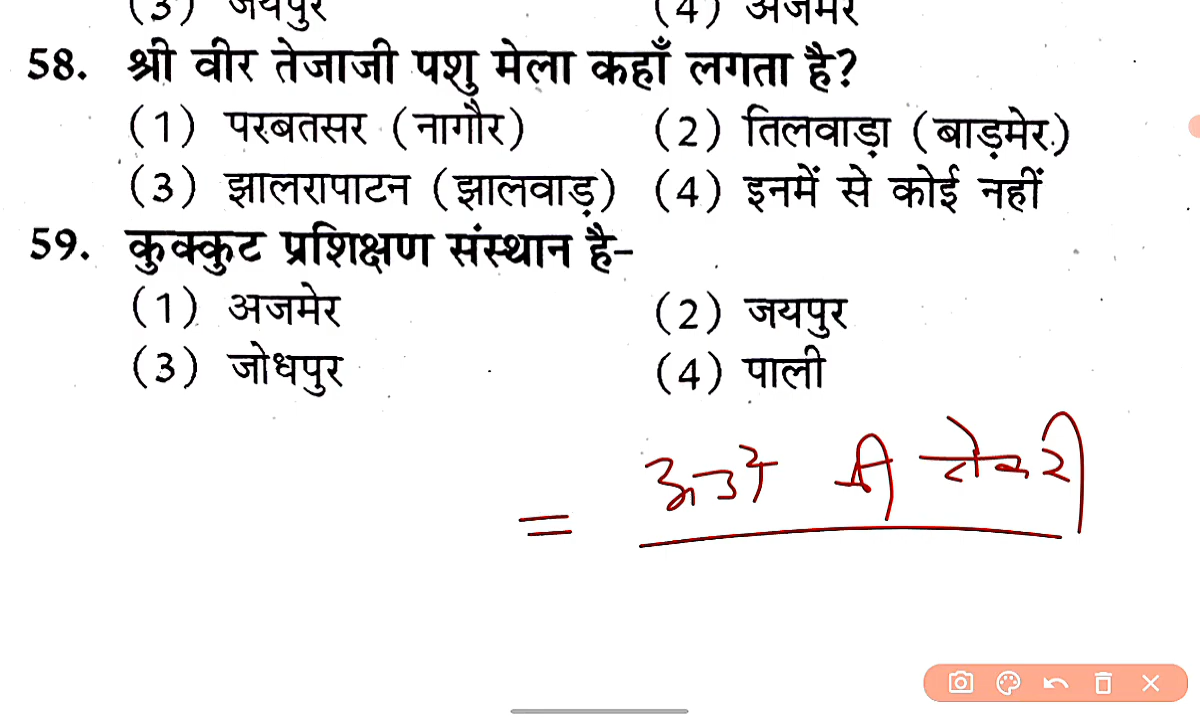 (3) जयपुर (4) अजमेर
58. श्री वीर तेजाजी पशु मेला कहाँ लगता है?
(1) परबतसर (नागौर) (2) तिलवाड़ा (बाड़मेर)
(3) झालरापाटन (झालवाड़) (4) इनमें से कोई नहीं
59. कुक्कुट प्रशिक्षण संस्थान है-
(1) अजमेर (2) जयपुर
(3) जोधपुर (4) पाली
= की टोकरी